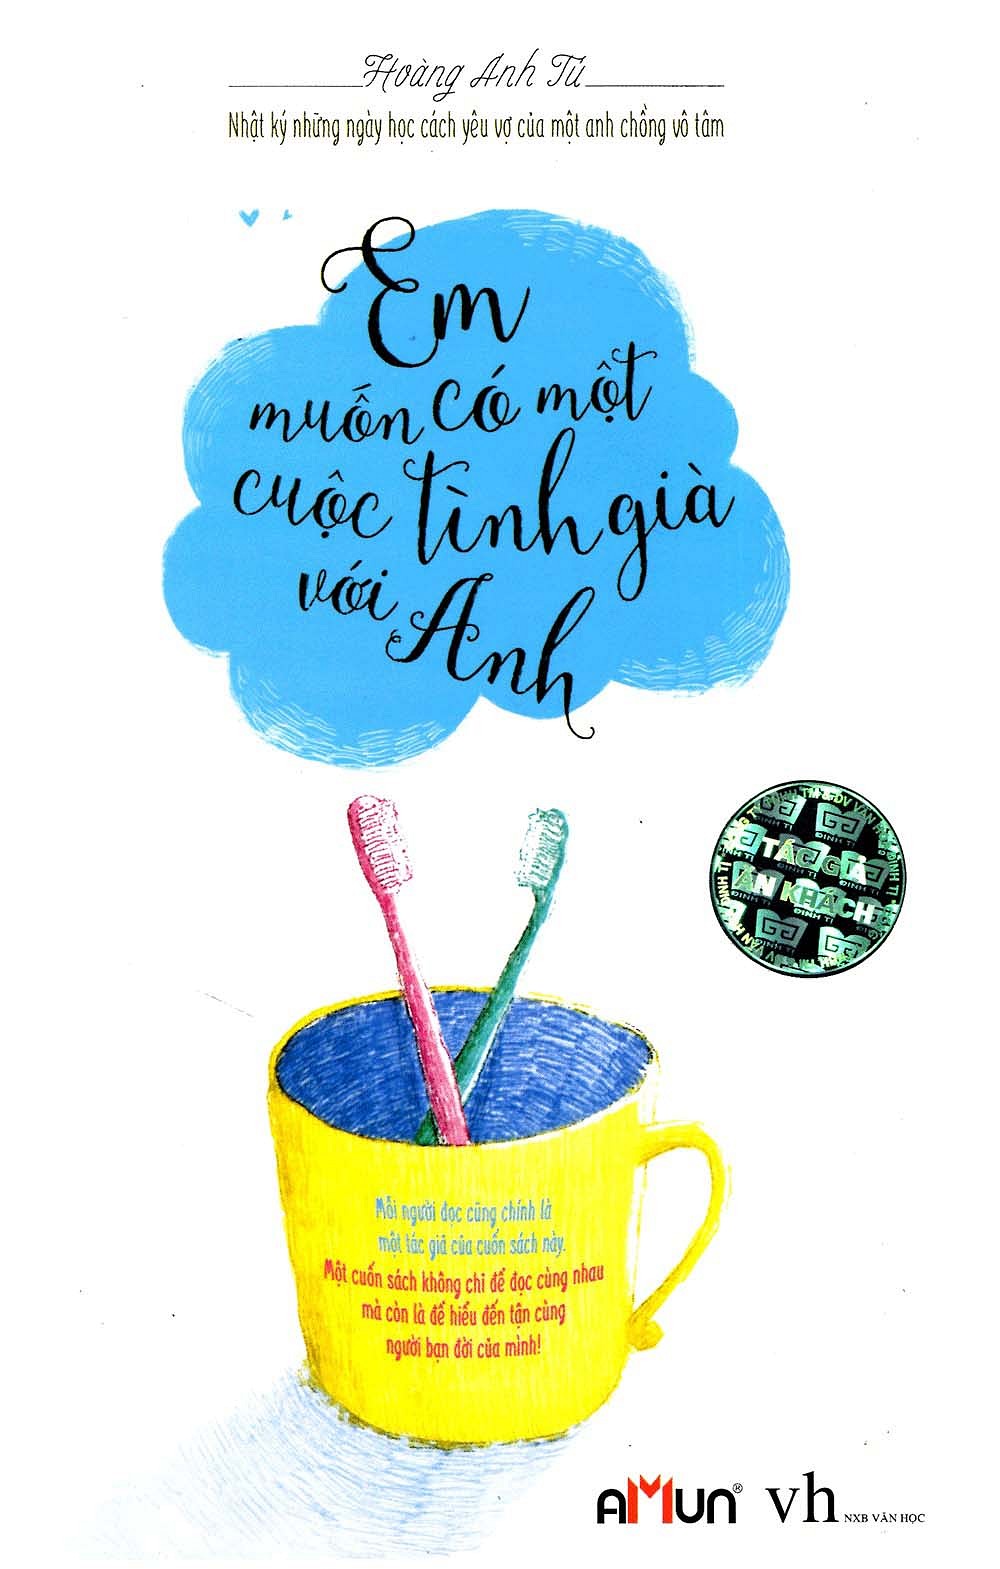 Hoàng Anh Tú
Nhật ký những ngày học cách yêu vợ của một anh chồng vô tâm
Em
muốn có một
cuộc tình già
với Anh
TÁC GIẢ
ĂN KHÁCH
ĐINH TỊ
Mỗi người đọc cũng chính là
một tác giả của cuốn sách này.
Một cuốn sách không chỉ để đọc cùng nhau
mà còn là để hiểu đến tận cùng
người bạn đời của mình!
AMUN®
vh NXB VĂN HỌC